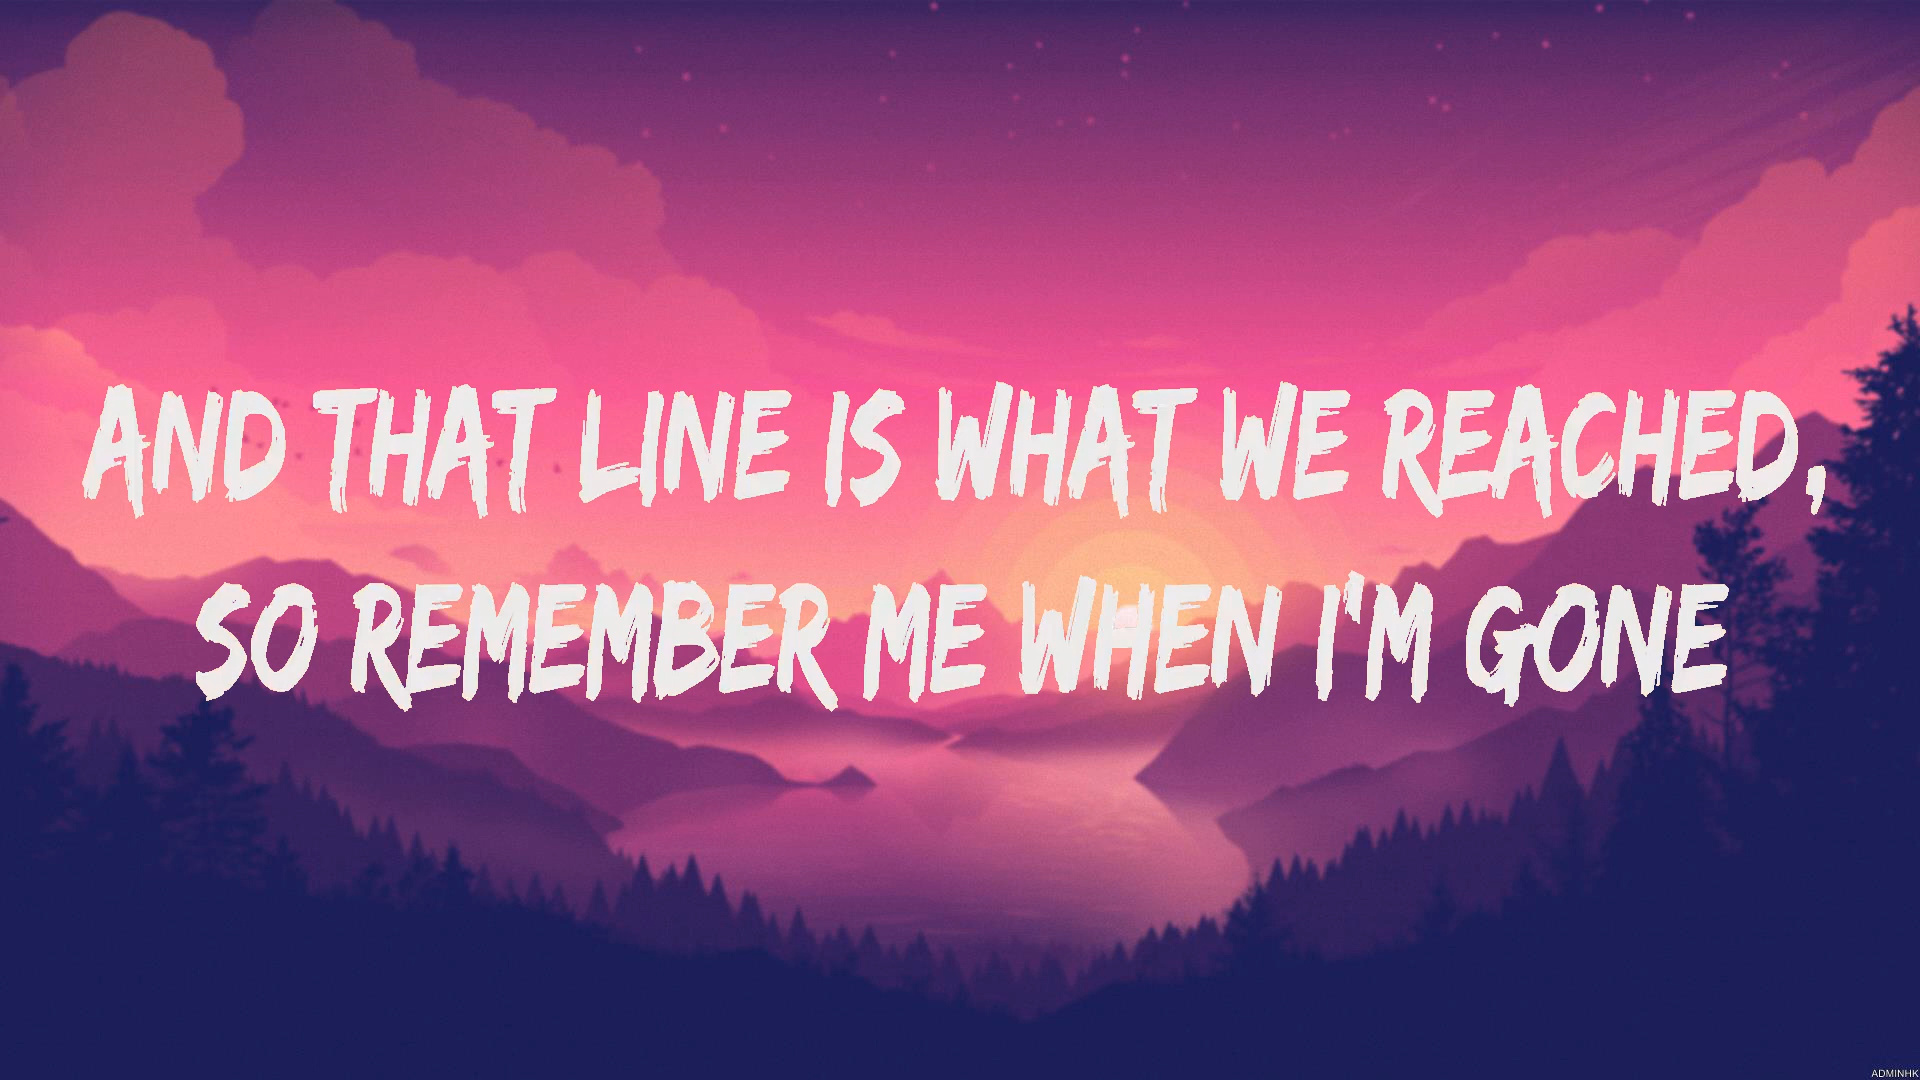 AND THAT LINE IS WHAT WE REACHED,
SO REMEMBER ME WHEN I'M GONE
ADMINHK